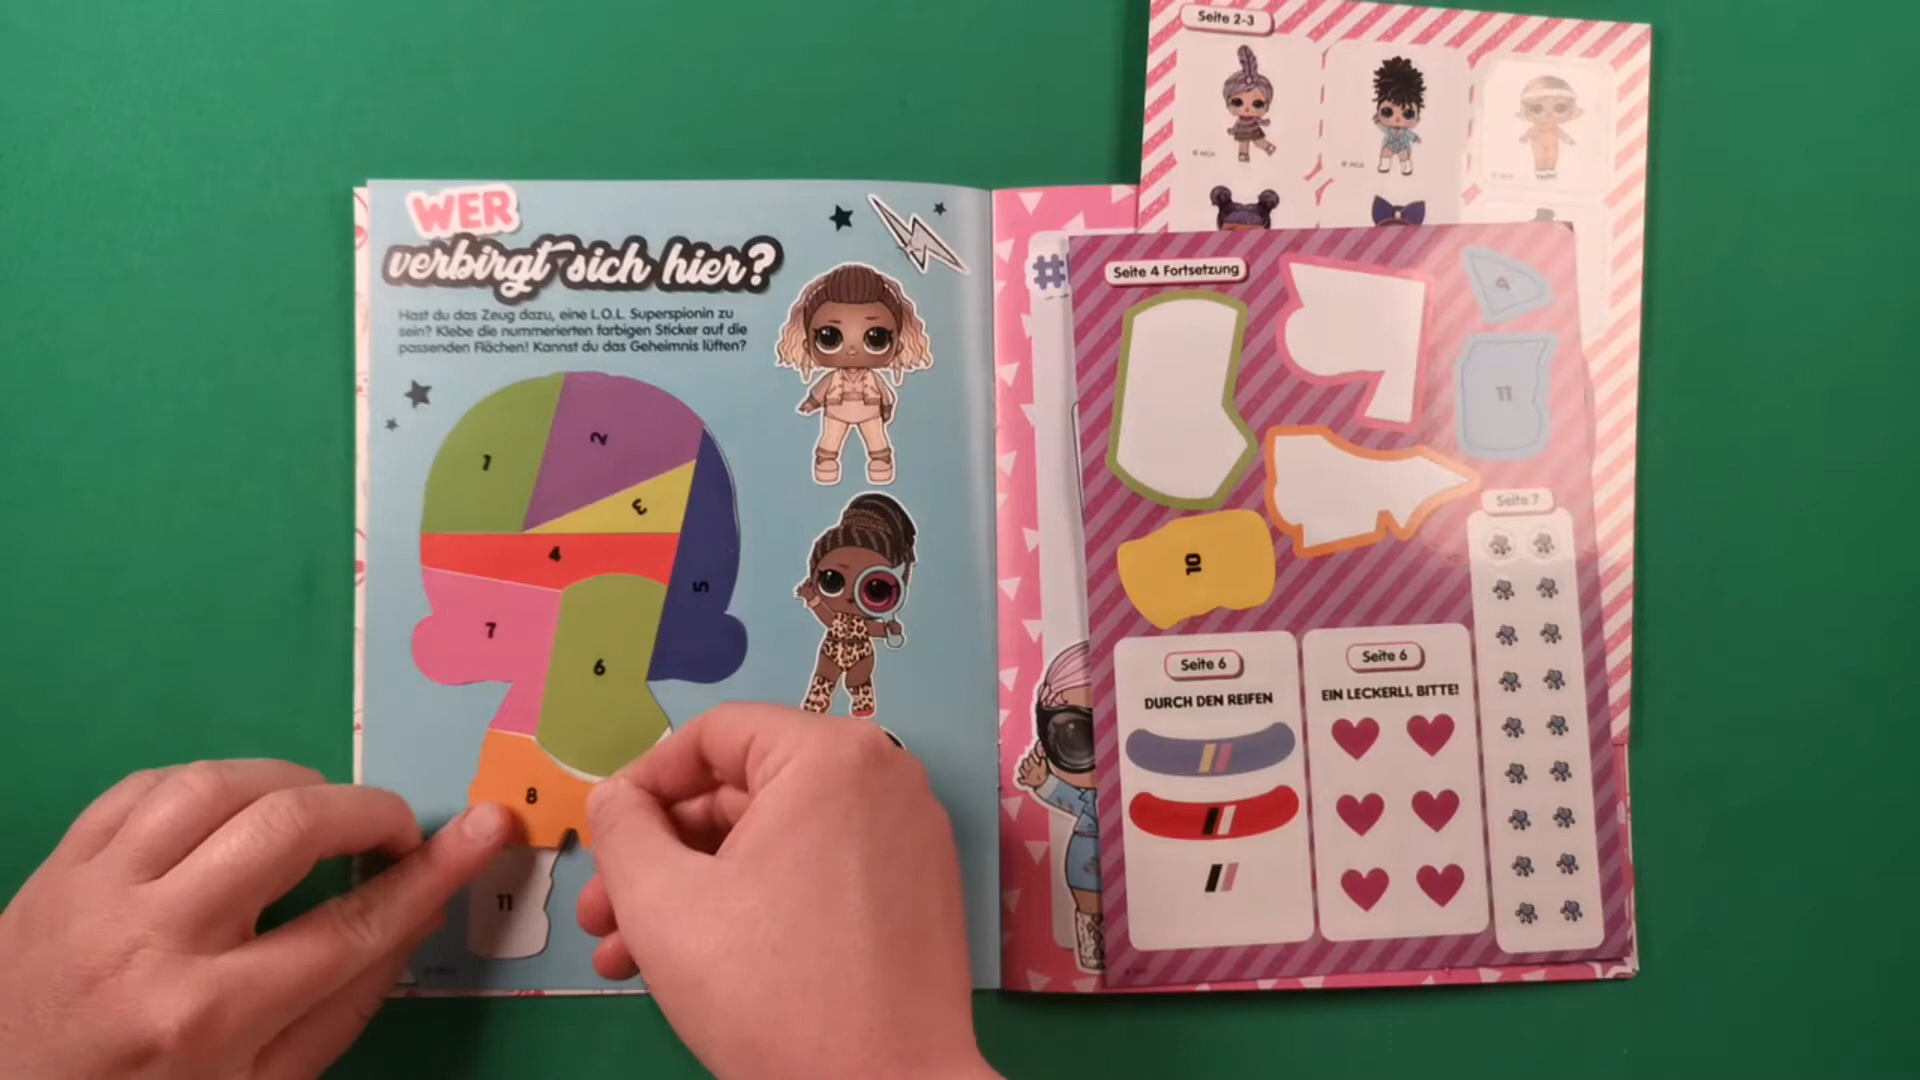 WER
verbirgt sich hier?
Hast du das Zeug dazu, eine L.O.L. Superspionin zu
sein? Klebe die nummerierten farbigen Sticker auf die
passenden Flächen! Kannst du das Geheimnis lüften?
1
2
3
4
5
7
6
8
11
Seite 2-3
© MGA
© MGA
#
Seite 4 Fortsetzung
9
11
10
Seite 7
Seite 6
DURCH DEN REIFEN
Seite 6
EIN LECKERLI, BITTE!